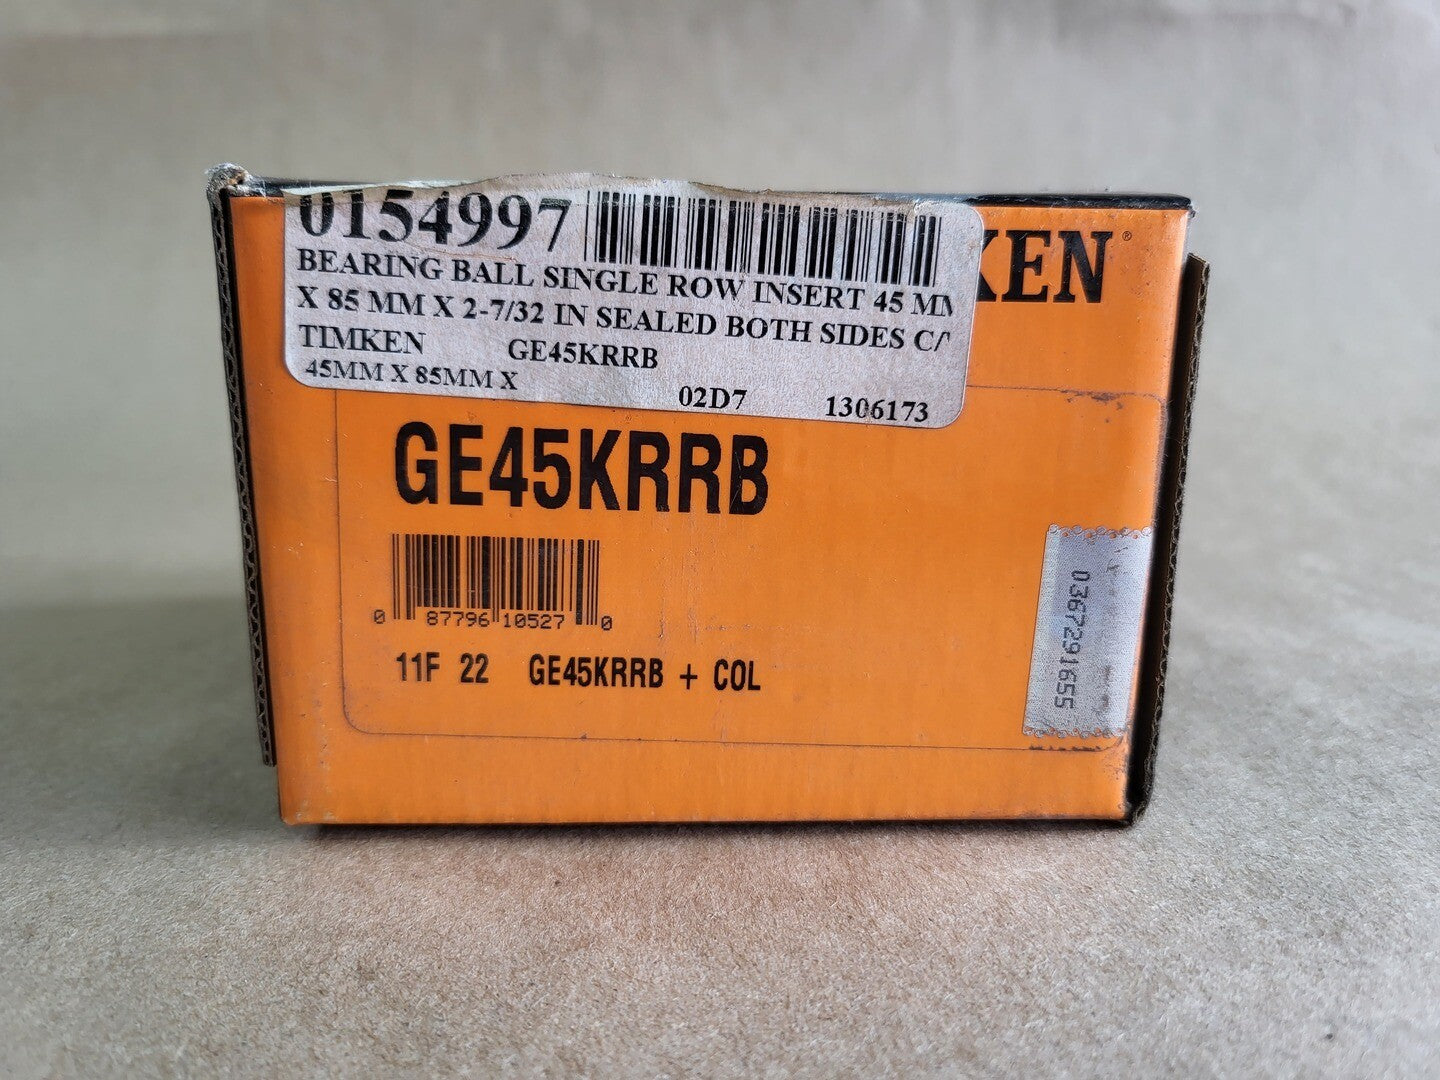 0154997
BEARING BALL SINGLE ROW INSERT 45 MM
X 85 MM X 2-7/32 IN SEALED BOTH SIDES C/
TIMKEN GE45KRRB
45MM X 85MM X
02D7 1306173
KEN®
GE45KRRB
0 87796 10527 0
11F 22 GE45KRRB + COL
0367291655